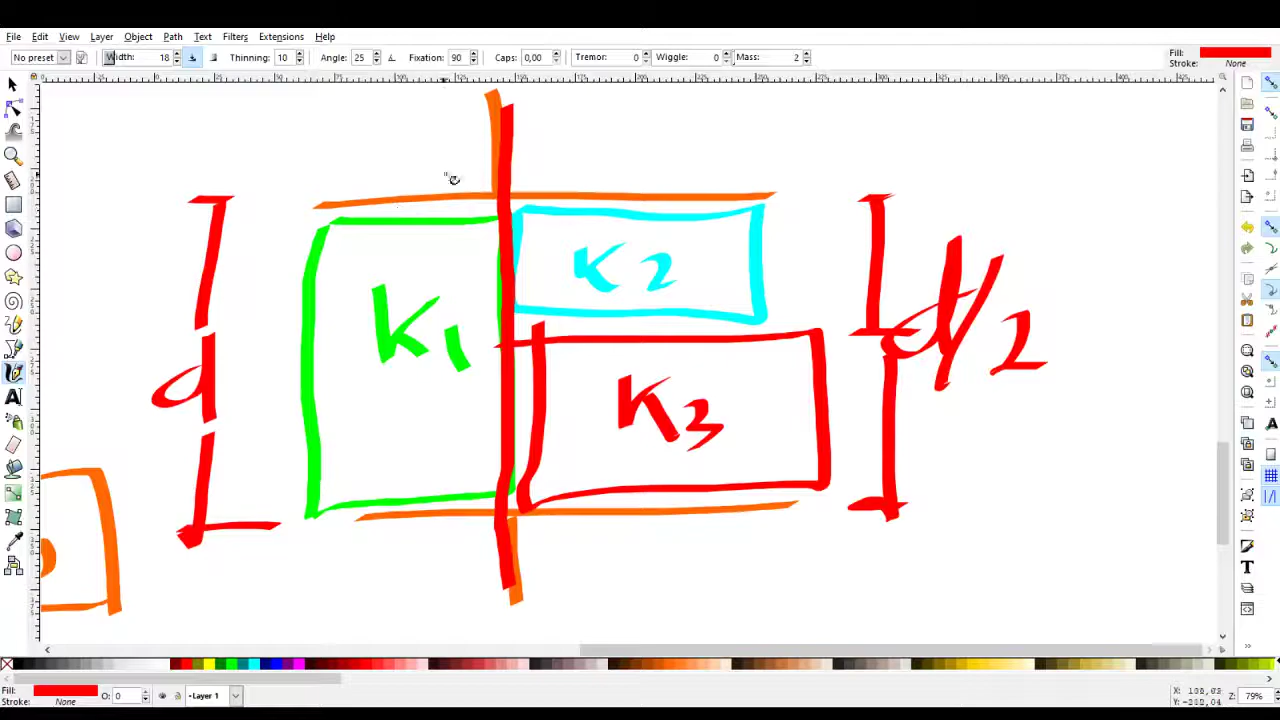 File Edit View Layer Object Path Text Filters Extensions Help
No preset Width: 18 Thinning: 10 Angle: 25 Fixation: 90 Caps: 0,00 Tremor: 0 Wiggle: 0 Mass: 2 Fill:
Stroke: None
K1
K2
K3
d
d/2
Fill:
Stroke: None
O: 0
Layer 1
X:
Y:
Z: 79%